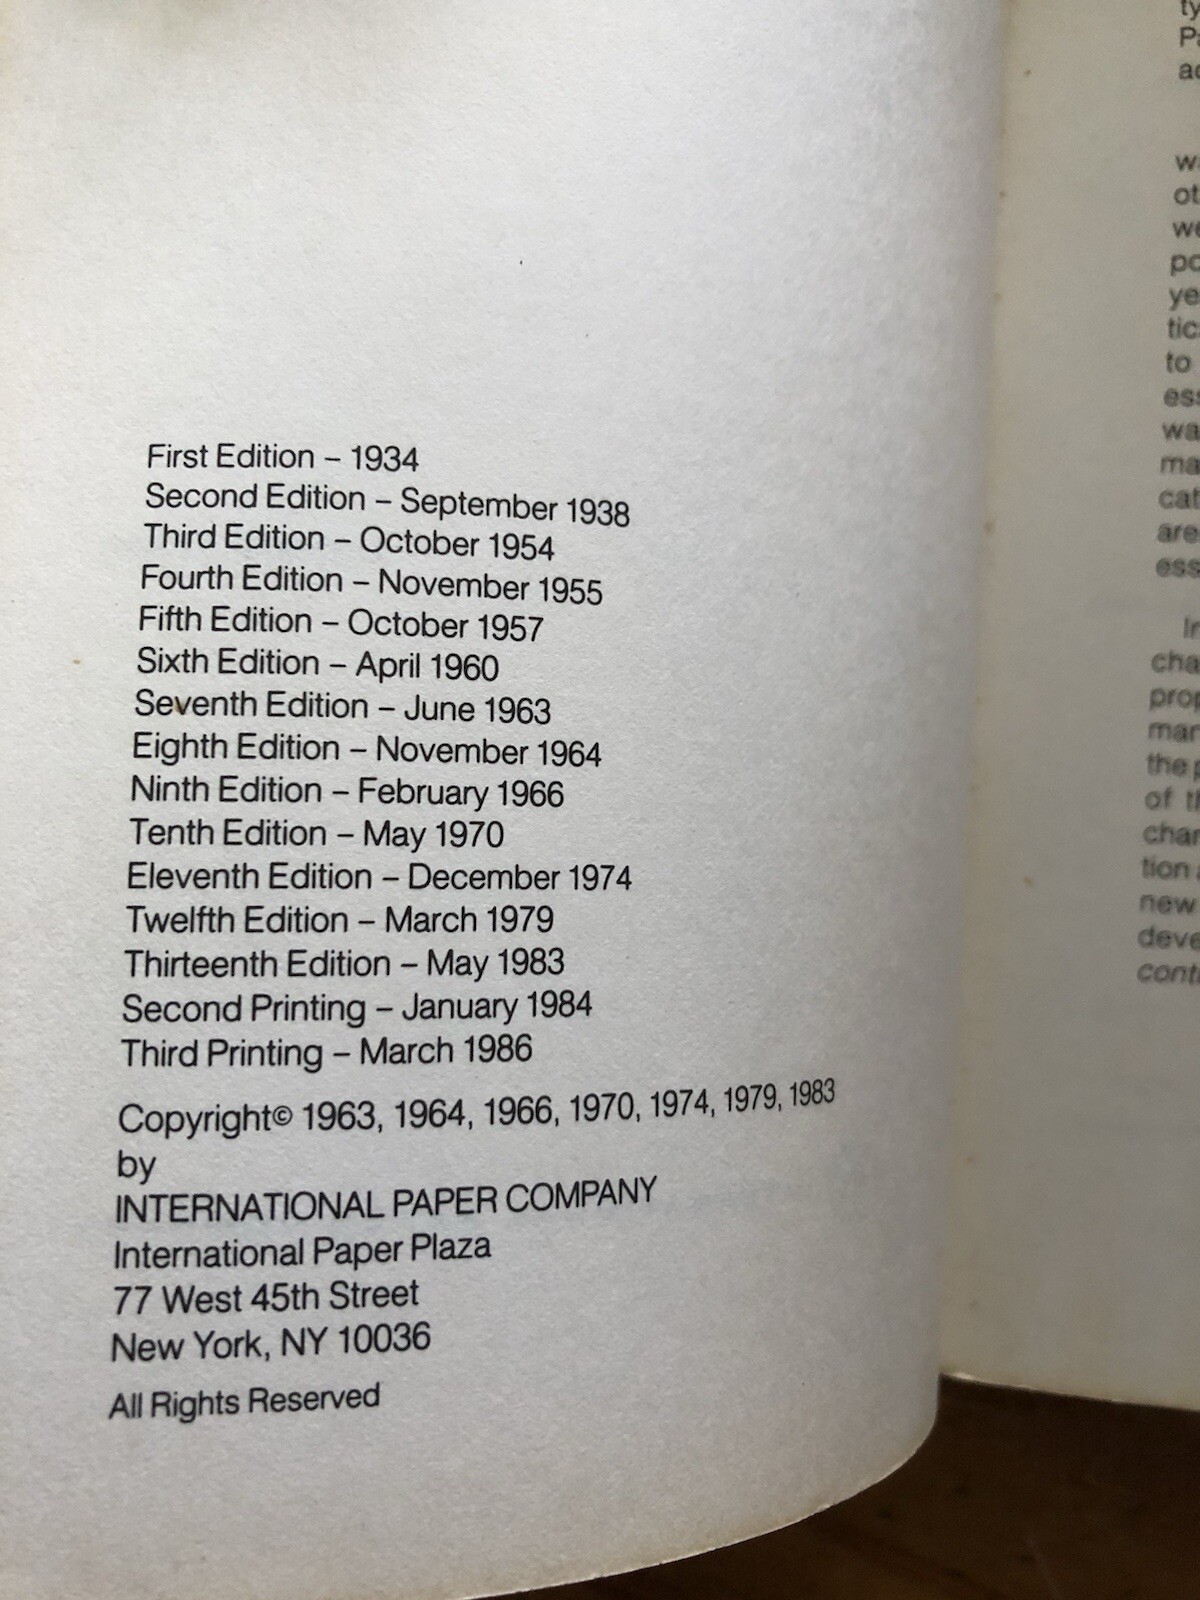 First Edition – 1934
Second Edition – September 1938
Third Edition – October 1954
Fourth Edition – November 1955
Fifth Edition – October 1957
Sixth Edition – April 1960
Seventh Edition – June 1963
Eighth Edition – November 1964
Ninth Edition – February 1966
Tenth Edition – May 1970
Eleventh Edition – December 1974
Twelfth Edition – March 1979
Thirteenth Edition – May 1983
Second Printing – January 1984
Third Printing – March 1986
Copyright© 1963, 1964, 1966, 1970, 1974, 1979, 1983
by
INTERNATIONAL PAPER COMPANY
International Paper Plaza
77 West 45th Street
New York, NY 10036
All Rights Reserved
to
the
of
new